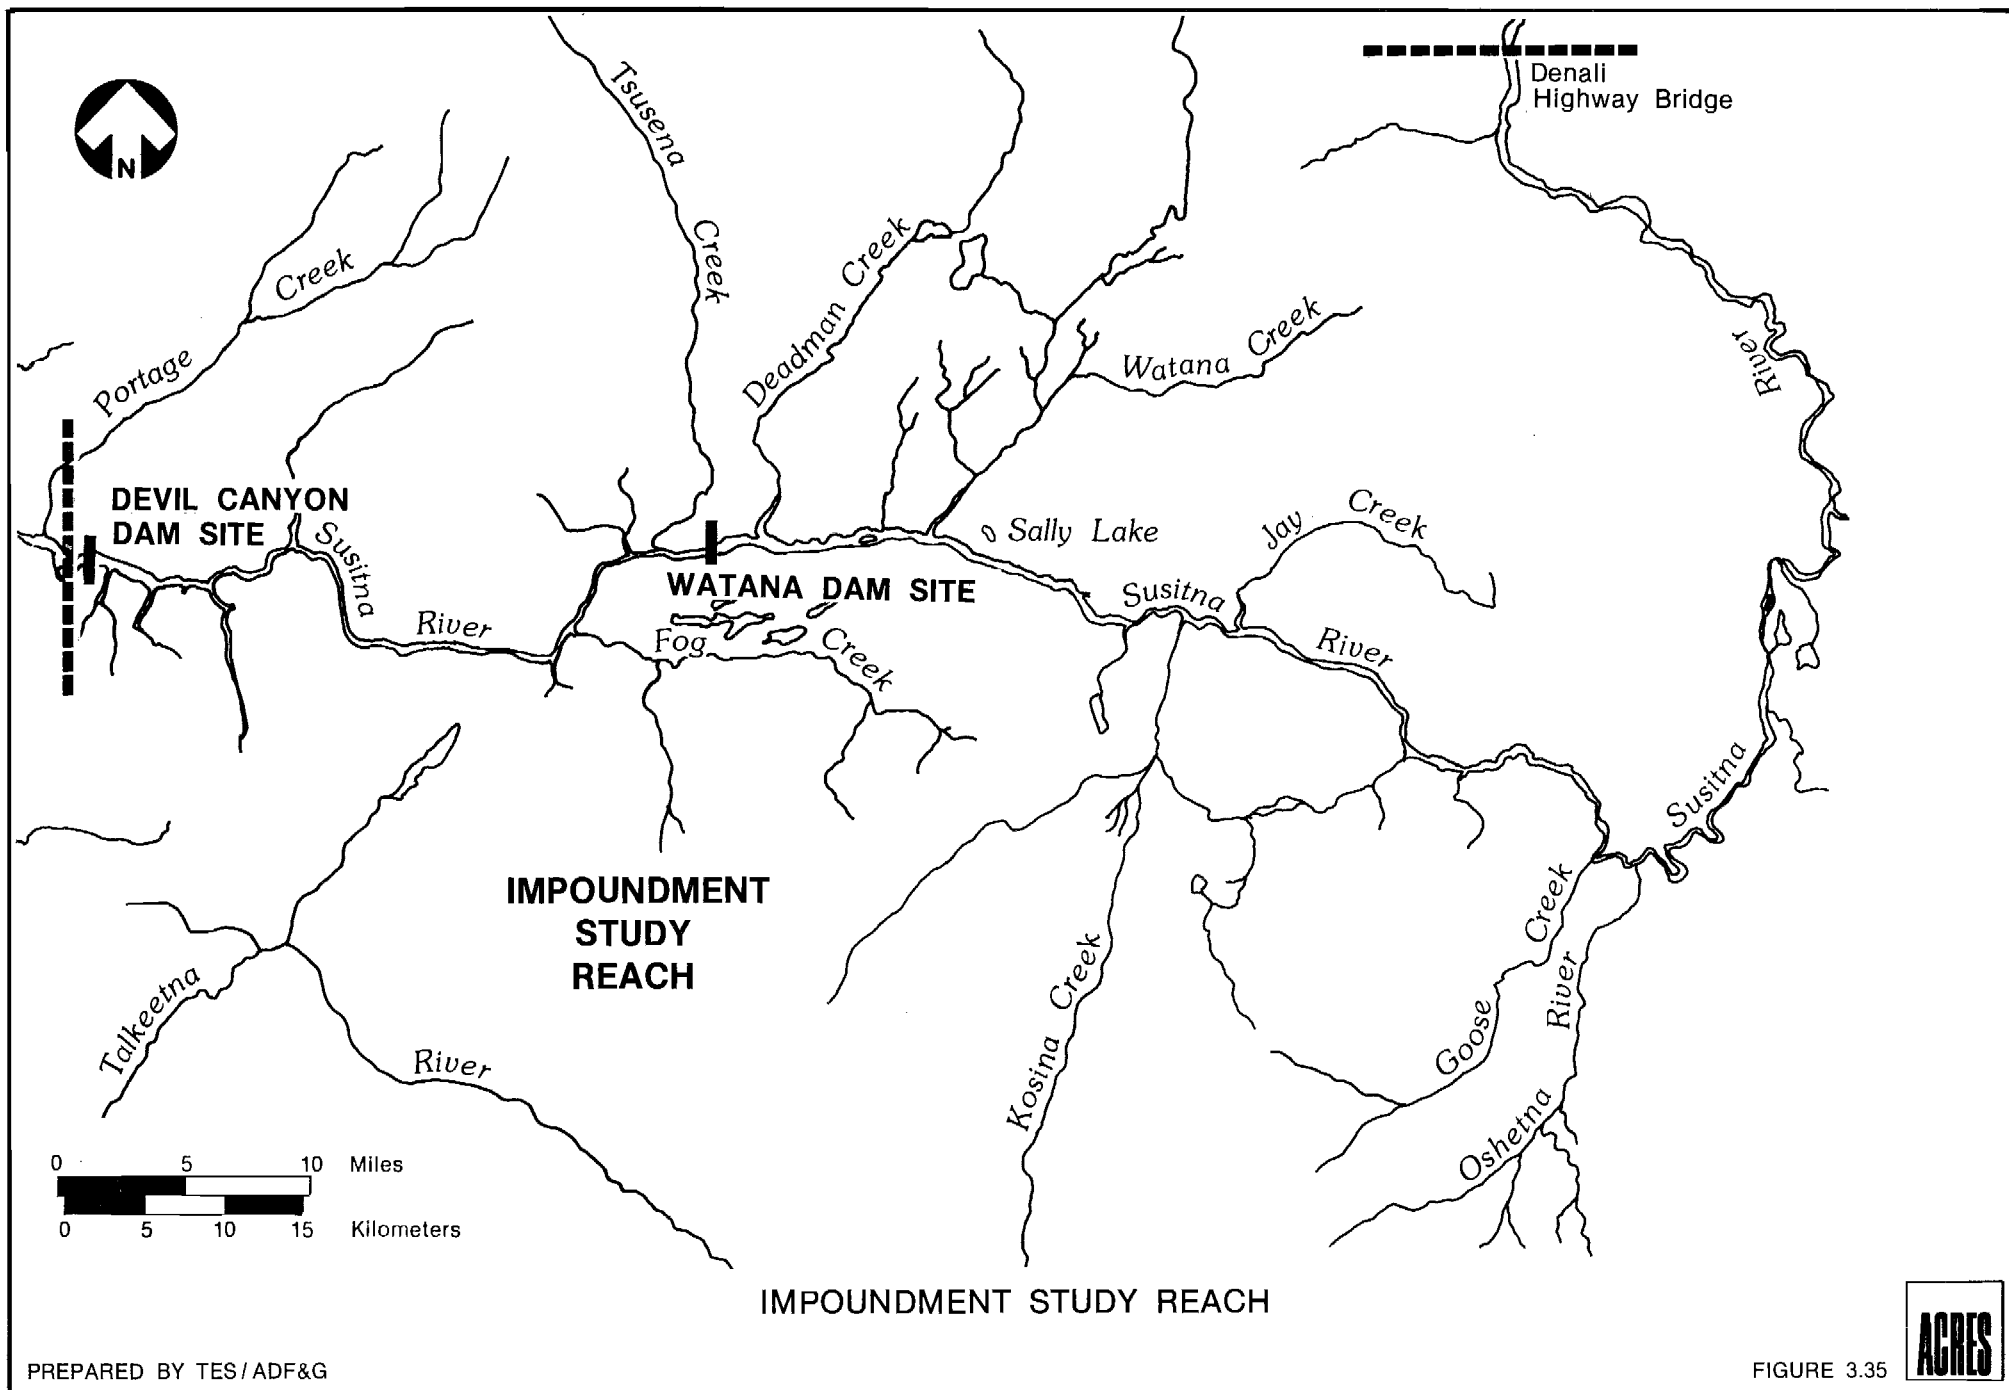 Denali
Highway Bridge
N
Tsusena
Creek
Portage
Creek
Deadman Creek
Watana Creek
River
DEVIL CANYON
DAM SITE
Susitna
River
WATANA DAM SITE
Sally Lake
Jay Creek
Susitna
River
Fog
Creek
Susitna
IMPOUNDMENT
STUDY
REACH
Talkeetna
River
Kosina Creek
Goose
Creek
Oshetna
River
0 5 10 Miles
0 5 10 15 Kilometers
IMPOUNDMENT STUDY REACH
PREPARED BY TES/ADF&G
FIGURE 3.35
ACRES